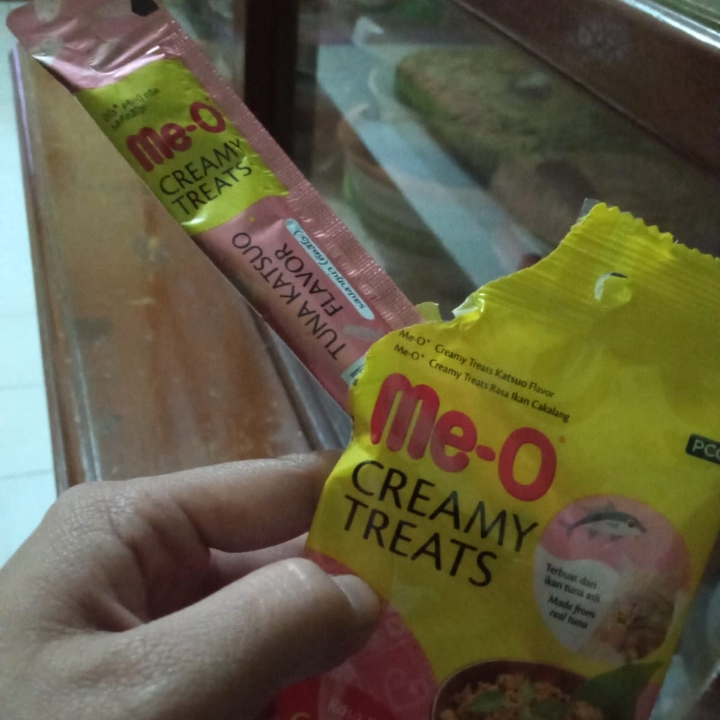 Me-O
CREAMY
TREATS
TUNA KATSUO
FLAVOR
Me-O® Creamy Treats Katsuo Flavor
Me-O® Creamy Treats Rasa Ikan Cakalang
Me-O
CREAMY
TREATS
Terbuat dari
ikan tuna asli
Made from
real tuna